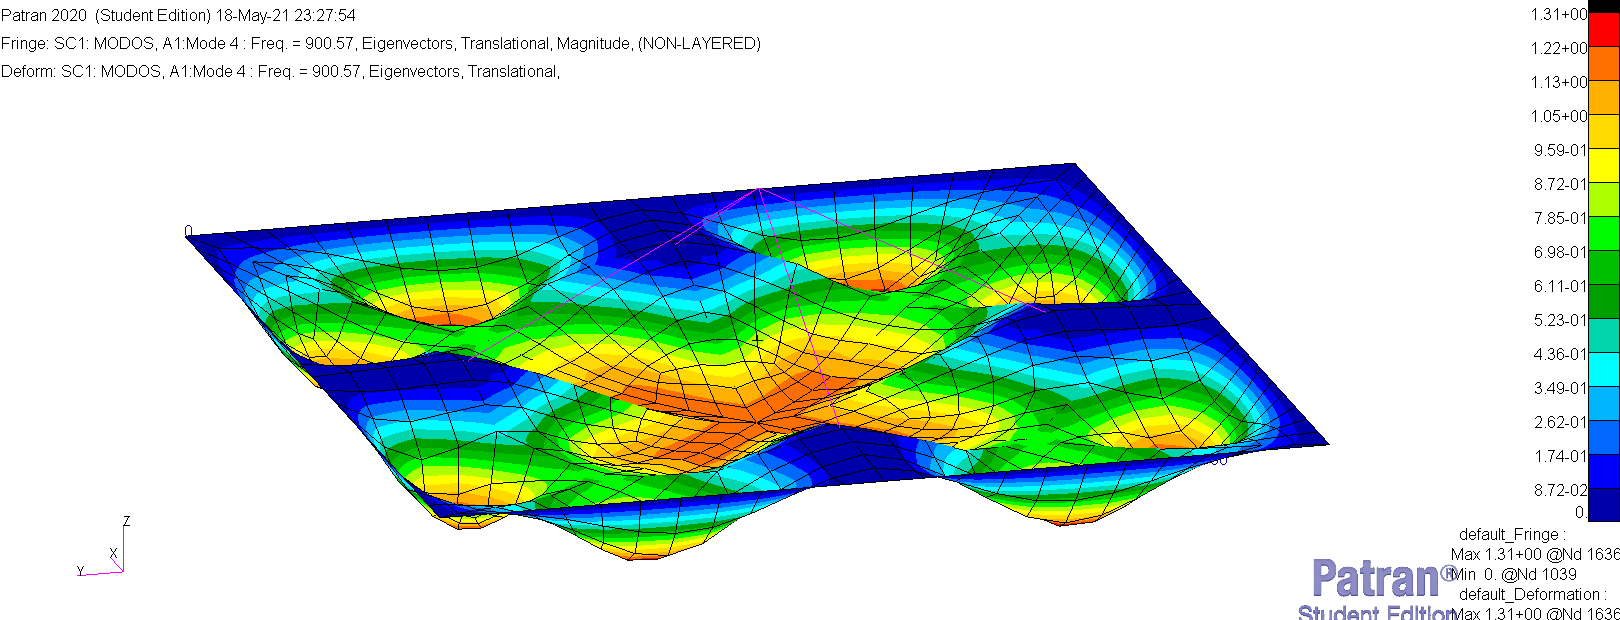 Patran 2020 (Student Edition) 18-May-21 23:27:54
Fringe: SC1: MODOS, A1:Mode 4 : Freq. = 900.57, Eigenvectors, Translational, Magnitude, (NON-LAYERED)
Deform: SC1: MODOS, A1:Mode 4 : Freq. = 900.57, Eigenvectors, Translational,
1.31+00
1.22+00
1.13+00
1.05+00
9.59-01
8.72-01
7.85-01
6.98-01
6.11-01
5.23-01
4.36-01
3.49-01
2.62-01
1.74-01
8.72-02
0.
0
Z
X
Y
default_Fringe :
Max 1.31+00 @Nd 1636
Min 0. @Nd 1039
default_Deformation :
Max 1.31+00 @Nd 1636
Patran®
Student Edition